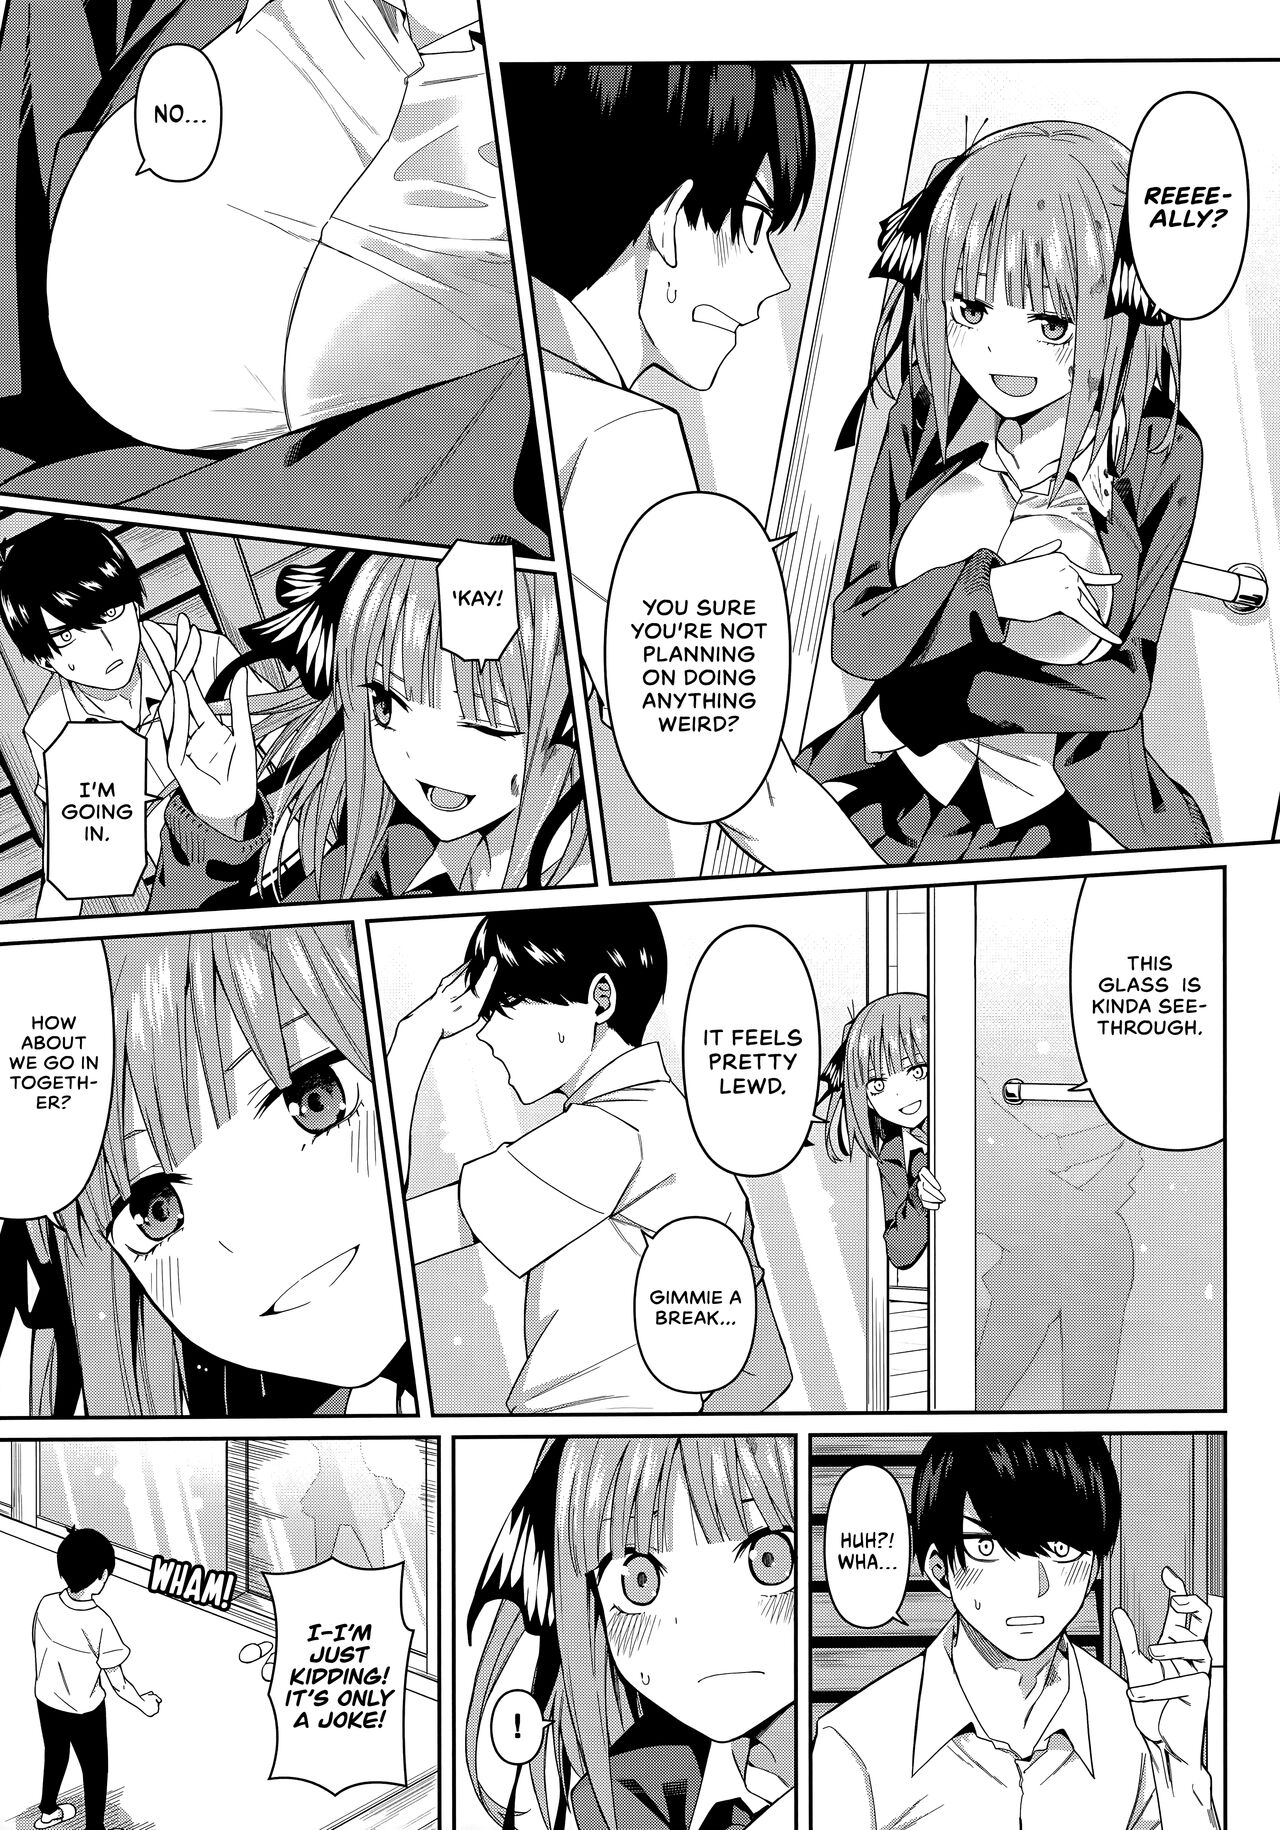 REEEE-
ALLY?
YOU SURE
YOU'RE NOT
PLANNING
ON DOING
ANYTHING
WEIRD?
NO...
'KAY!
I'M
GOING
IN.
THIS
GLASS IS
KINDA SEE-
THROUGH.
IT FEELS
PRETTY
LEWD.
GIMMIE A
BREAK...
HOW
ABOUT
WE GO IN
TOGETH-
ER?
HUH?!
WHA...
!
I-I'M
JUST
KIDDING!
IT'S ONLY
A JOKE!
WHAM!